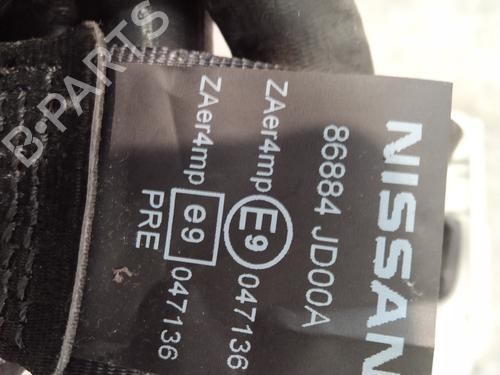 NISSAN
86884 JD00A
ZAer4mp E9 047136
ZAer4mp e9 047136
PRE
B-PARTS